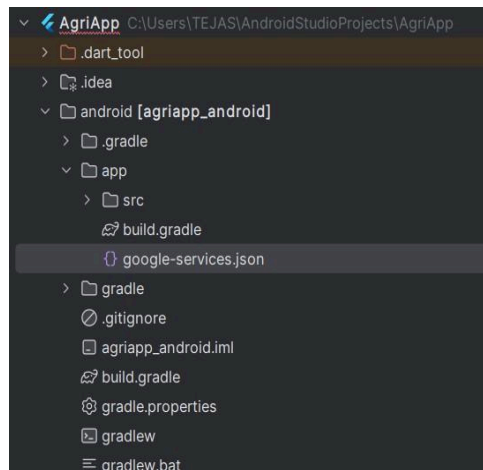 AgriApp C:\Users\TEJAS\AndroidStudioProjects\AgriApp
.dart_tool
.idea
android [agriapp_android]
.gradle
app
src
build.gradle
google-services.json
gradle
.gitignore
agriapp_android.iml
build.gradle
gradle.properties
gradlew
gradlew.bat